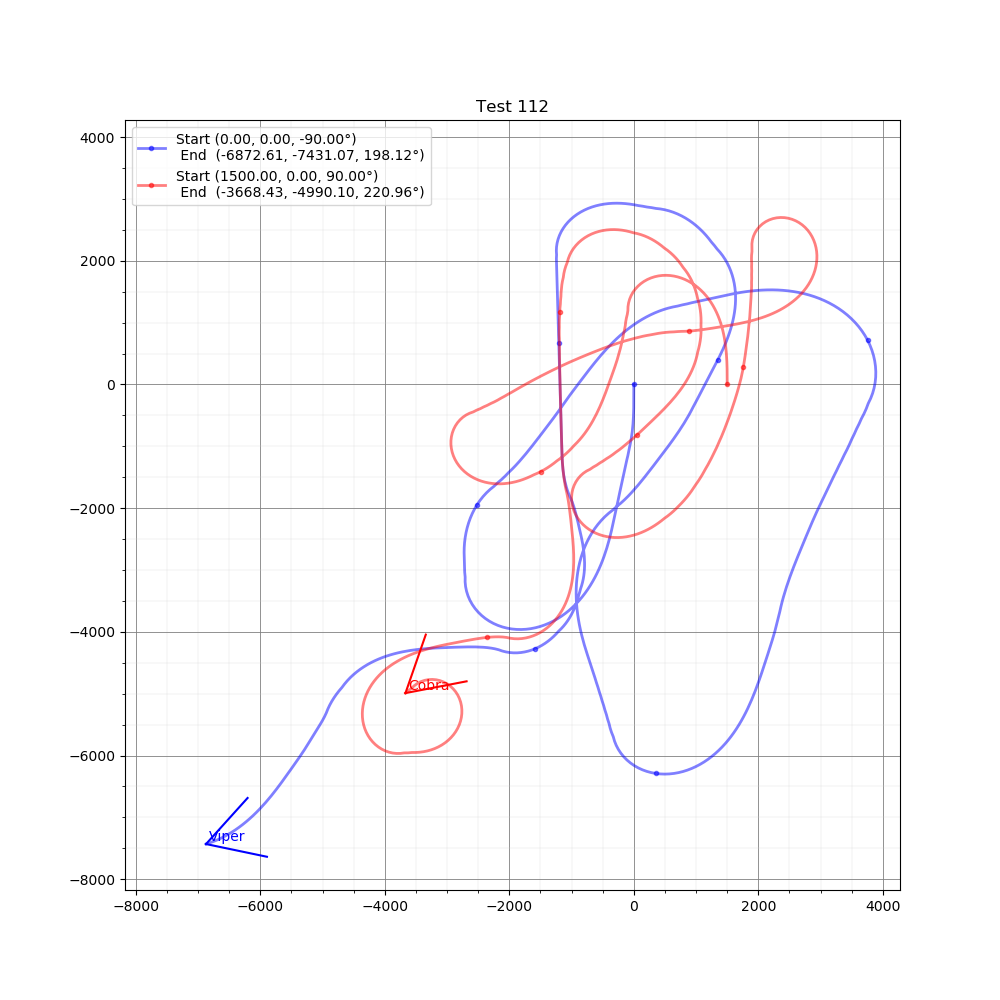 Test 112
Start (0.00, 0.00, -90.00°)
End (-6872.61, -7431.07, 198.12°)
Start (1500.00, 0.00, 90.00°)
End (-3668.43, -4990.10, 220.96°)
4000
2000
0
−2000
−4000
−6000
−8000
Cobra
Viper
−8000 −6000 −4000 −2000 0 2000 4000